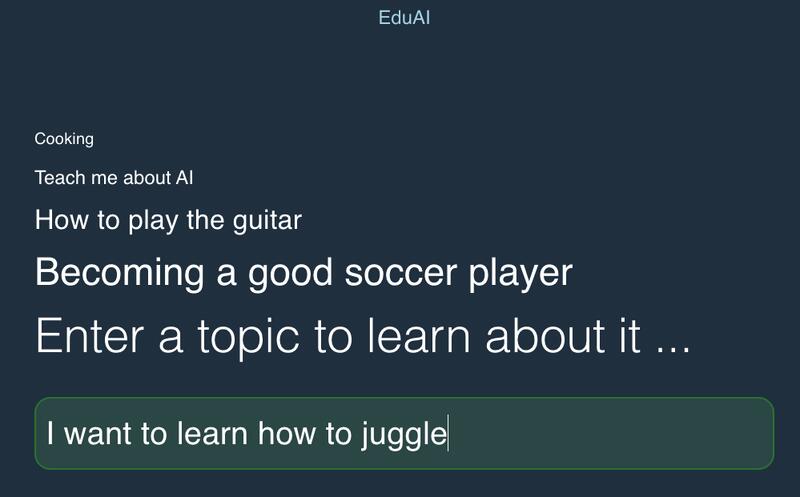 EduAI
Cooking
Teach me about AI
How to play the guitar
Becoming a good soccer player
Enter a topic to learn about it ...
I want to learn how to juggle